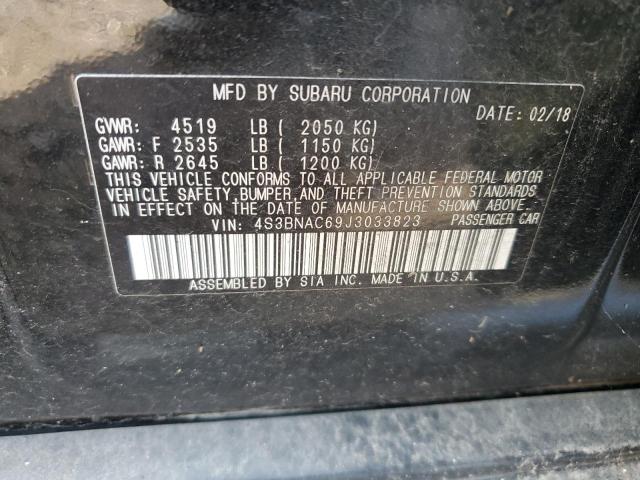 MFD BY SUBARU CORPORATION
DATE: 02/18
GVWR: 4519 LB ( 2050 KG)
GAWR: F 2535 LB ( 1150 KG)
GAWR: R 2645 LB ( 1200 KG)
THIS VEHICLE CONFORMS TO ALL APPLICABLE FEDERAL MOTOR
VEHICLE SAFETY, BUMPER, AND THEFT PREVENTION STANDARDS
IN EFFECT ON THE DATE OF MANUFACTURE SHOWN ABOVE.
VIN: 4S3BNAC69J3033823 PASSENGER CAR
ASSEMBLED BY SIA INC. MADE IN U.S.A.